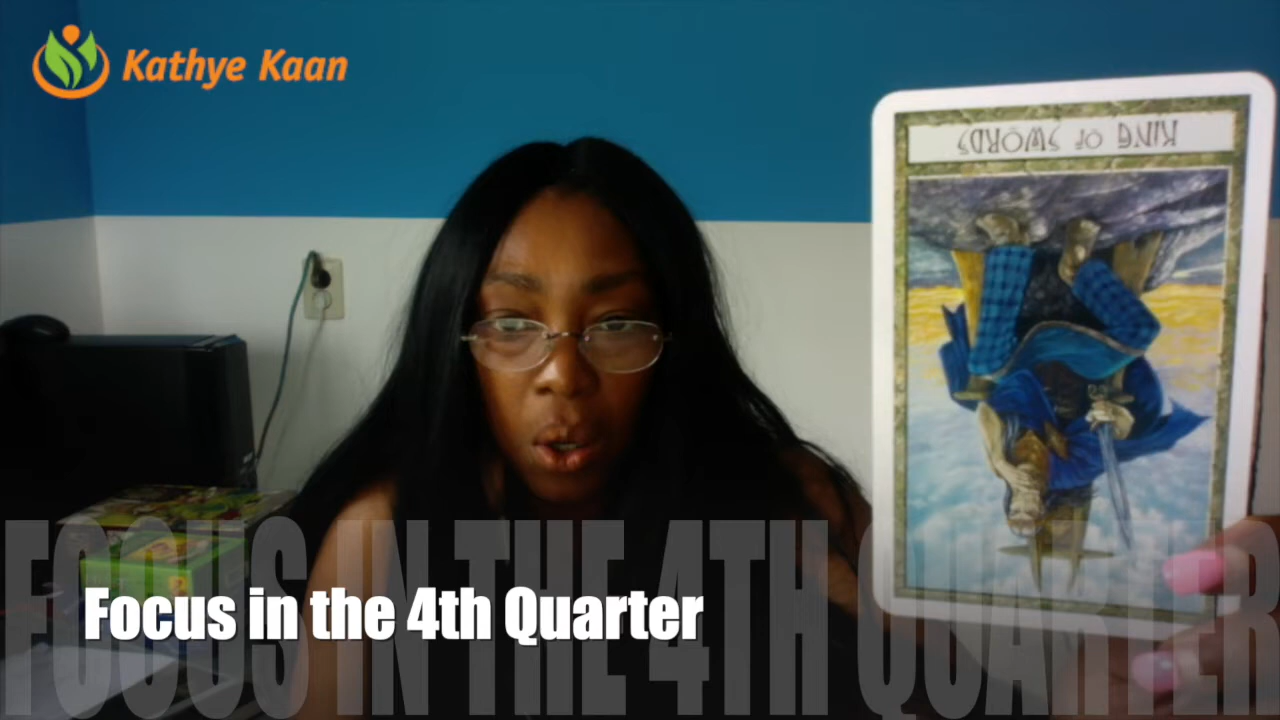 Kathye Kaan
KING OF SWORDS
FOCUS IN THE 4TH QUARTER
Focus in the 4th Quarter